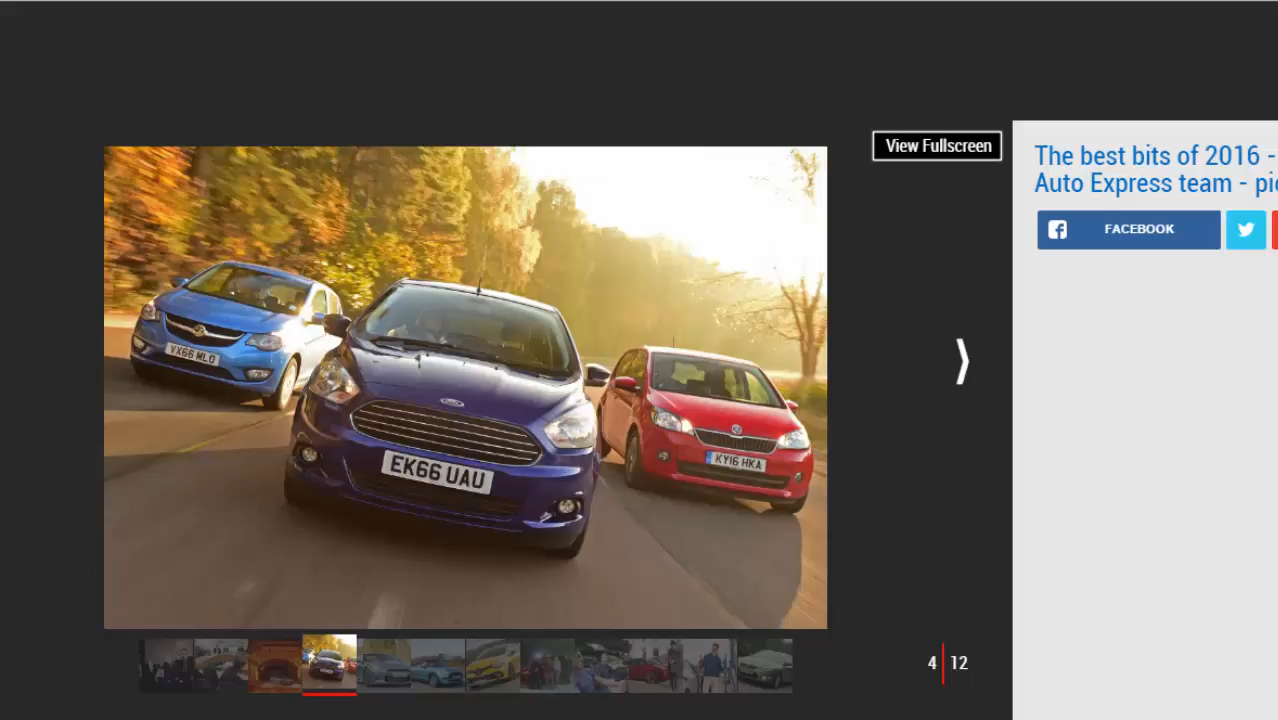 View Fullscreen
The best bits of 2016 -
Auto Express team - pi
FACEBOOK
VX66 MLO
EK66 UAU
KY16 HKA
4 12